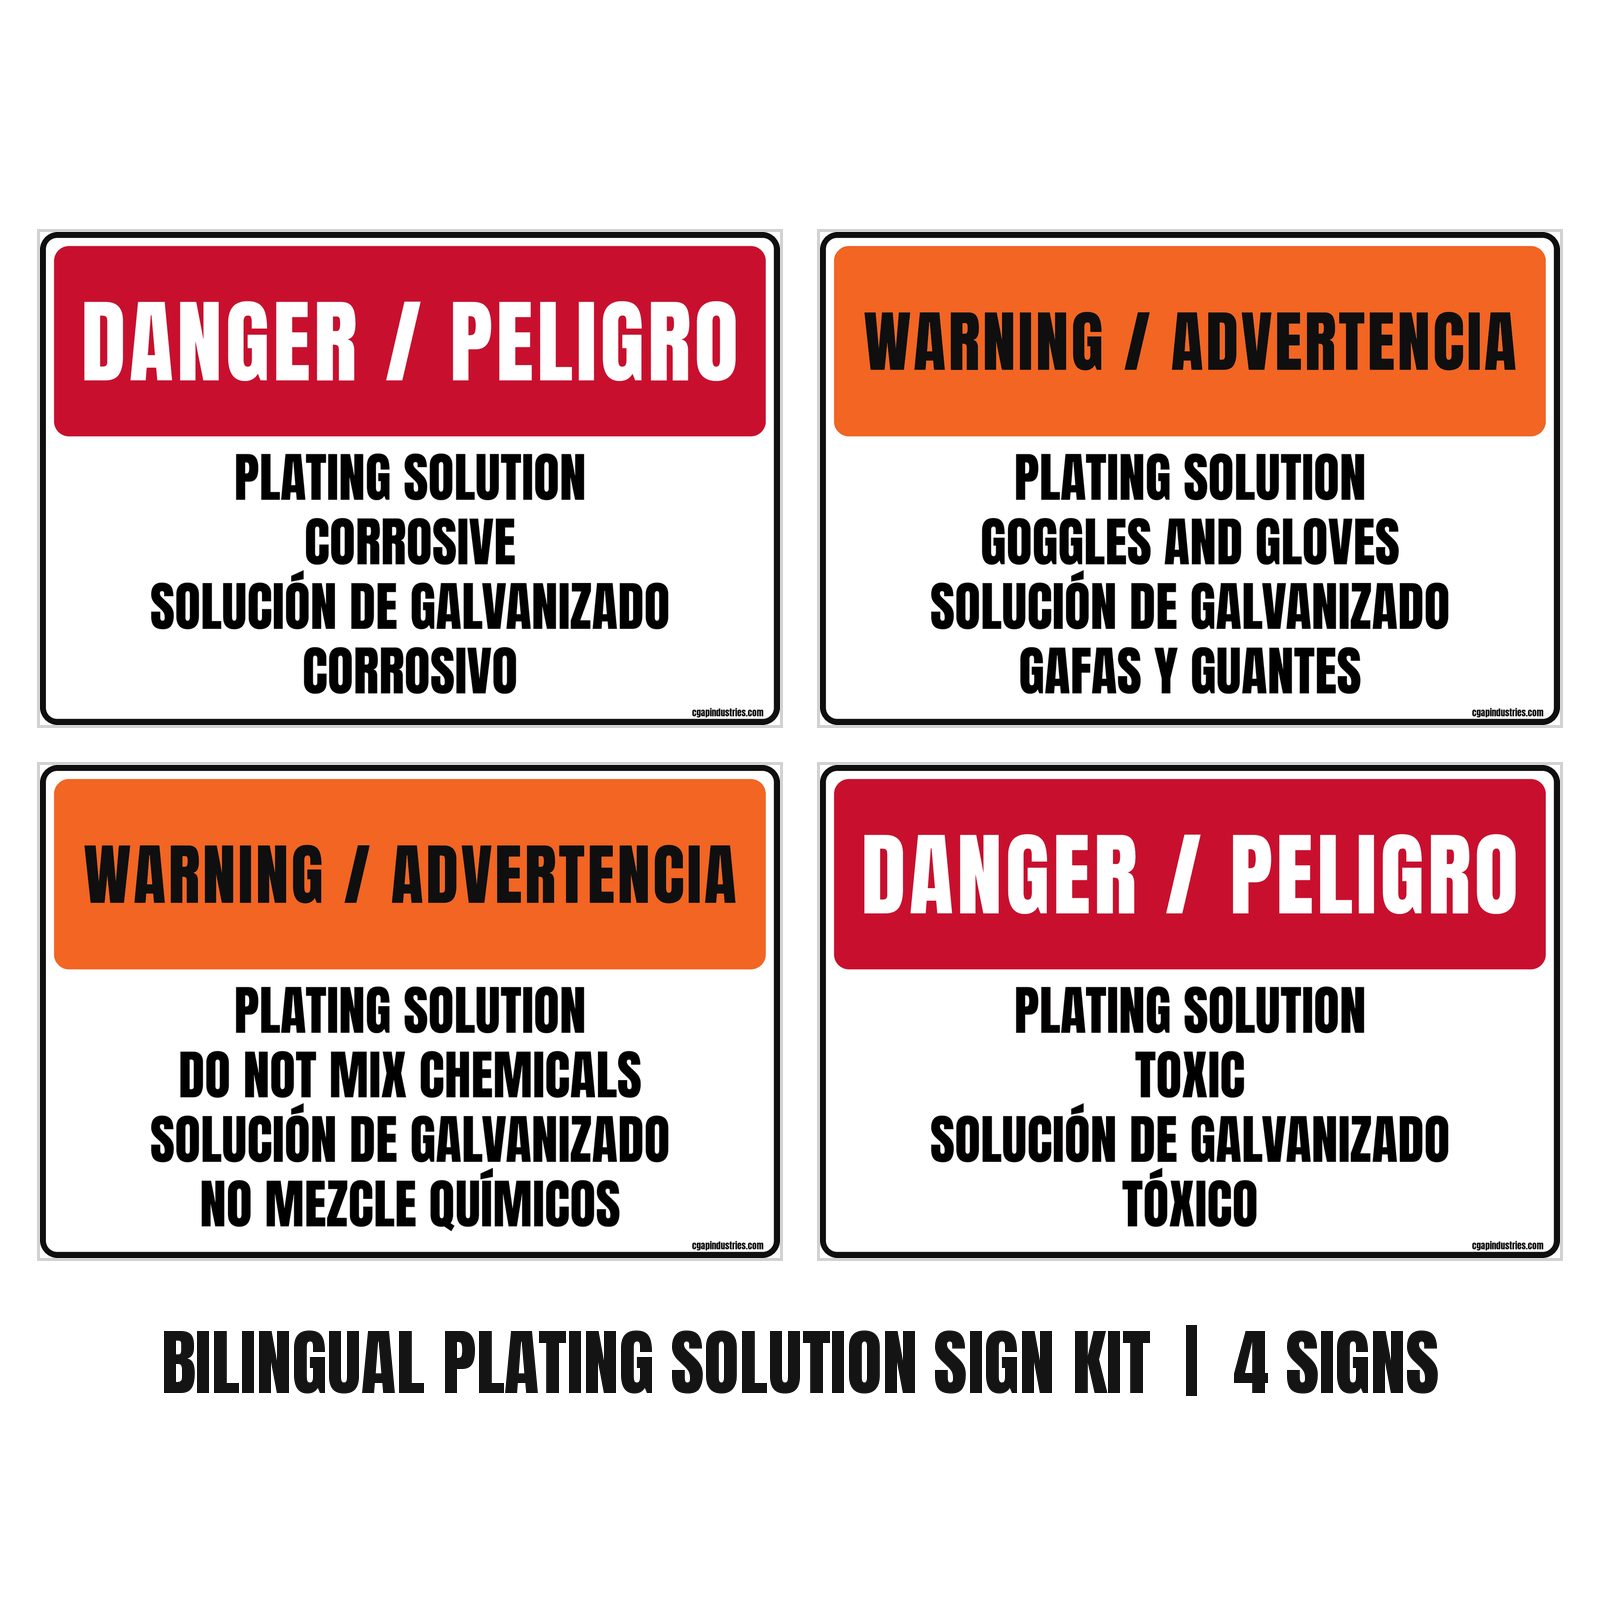 DANGER / PELIGRO
PLATING SOLUTION
CORROSIVE
SOLUCIÓN DE GALVANIZADO
CORROSIVO
cgapindustries.com
WARNING / ADVERTENCIA
PLATING SOLUTION
GOGGLES AND GLOVES
SOLUCIÓN DE GALVANIZADO
GAFAS Y GUANTES
cgapindustries.com
WARNING / ADVERTENCIA
PLATING SOLUTION
DO NOT MIX CHEMICALS
SOLUCIÓN DE GALVANIZADO
NO MEZCLE QUÍMICOS
cgapindustries.com
DANGER / PELIGRO
PLATING SOLUTION
TOXIC
SOLUCIÓN DE GALVANIZADO
TÓXICO
cgapindustries.com
BILINGUAL PLATING SOLUTION SIGN KIT | 4 SIGNS